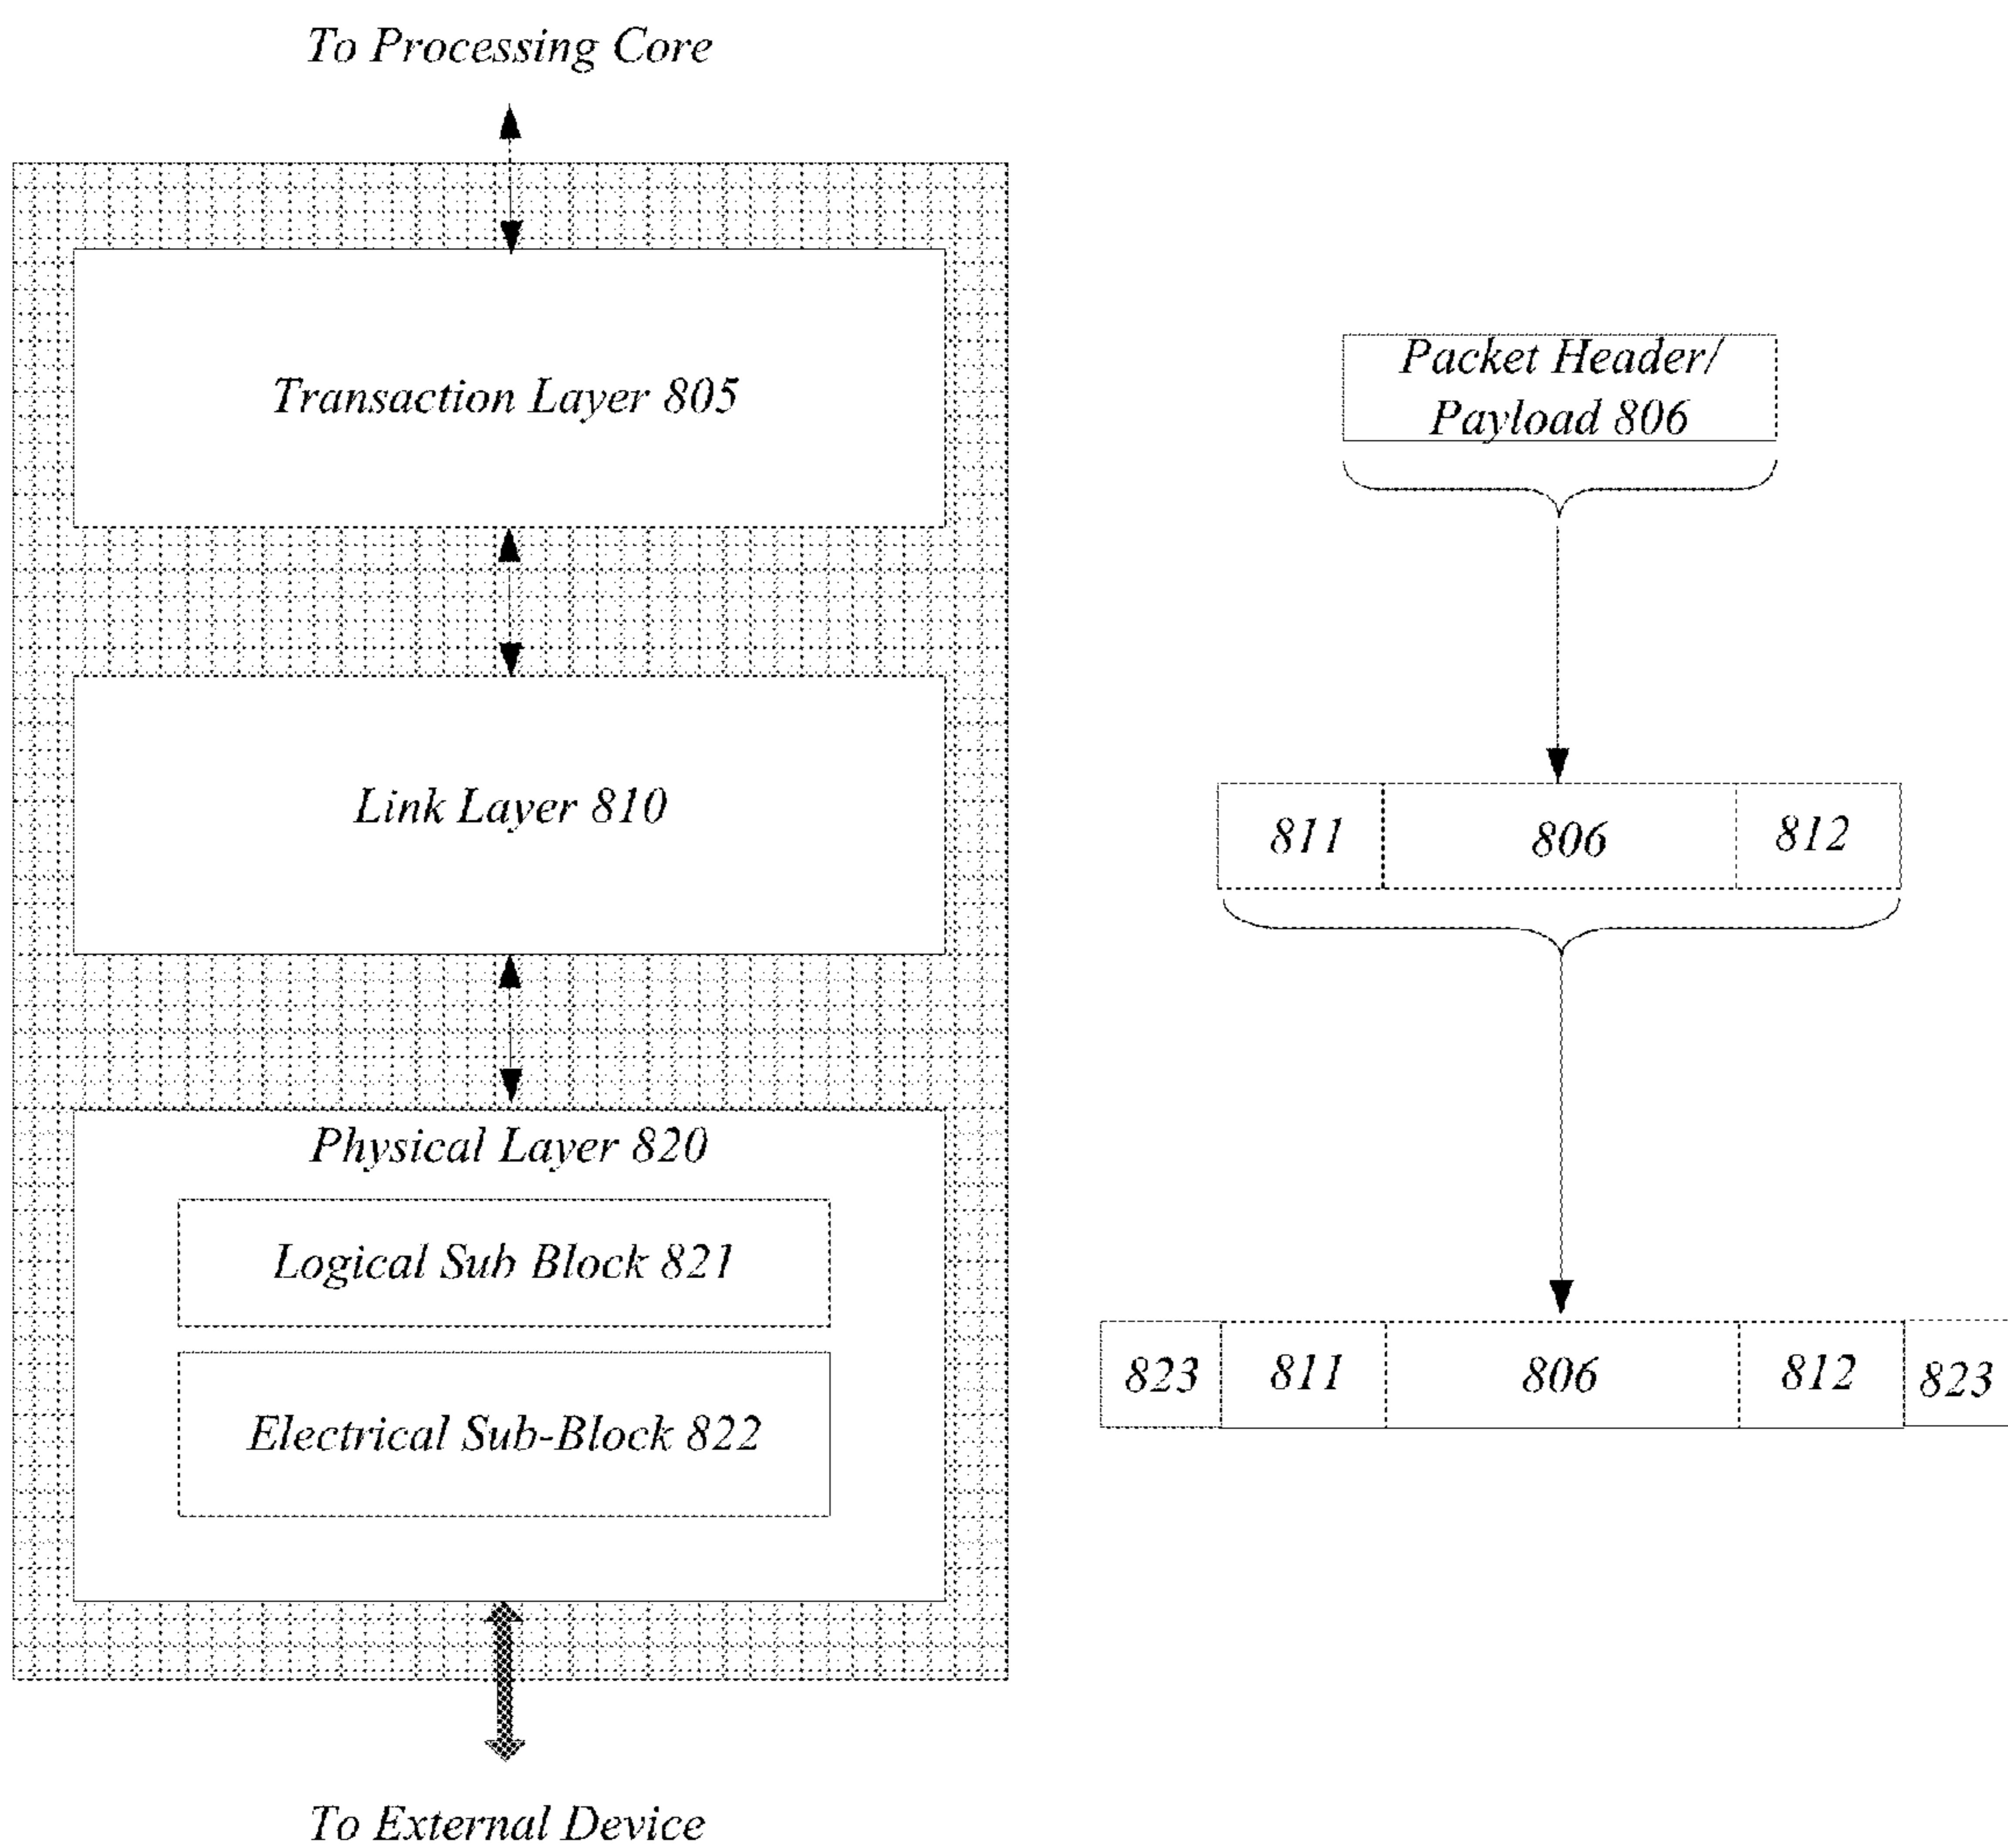 To Processing Core
Transaction Layer 805
Packet Header/
Payload 806
Link Layer 810
811 806 812
Physical Layer 820
Logical Sub Block 821
Electrical Sub-Block 822
823 811 806 812 823
To External Device